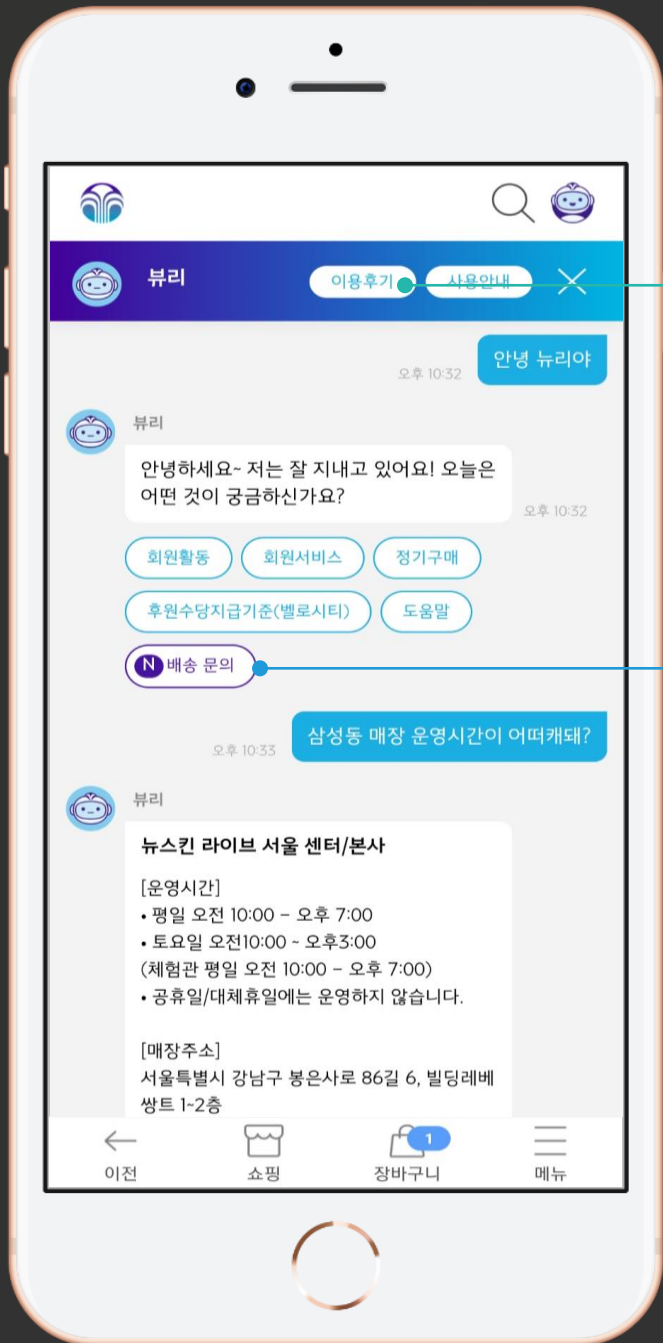 뷰리
이용후기
사용안내
안녕 뉴리야
오후 10:32
뷰리
안녕하세요~ 저는 잘 지내고 있어요! 오늘은
어떤 것이 궁금하신가요?
오후 10:32
회원활동
회원서비스
정기구매
후원수당지급기준(벨로시티)
도움말
N 배송 문의
삼성동 매장 운영시간이 어떠캐돼?
오후 10:33
뷰리
뉴스킨 라이브 서울 센터/본사
[운영시간]
• 평일 오전 10:00 – 오후 7:00
• 토요일 오전10:00 ~ 오후3:00
(체험관 평일 오전 10:00 – 오후 7:00)
• 공휴일/대체휴일에는 운영하지 않습니다.
[매장주소]
서울특별시 강남구 봉은사로 86길 6, 빌딩레베
쌍트 1~2층
1
이전
쇼핑
장바구니
메뉴